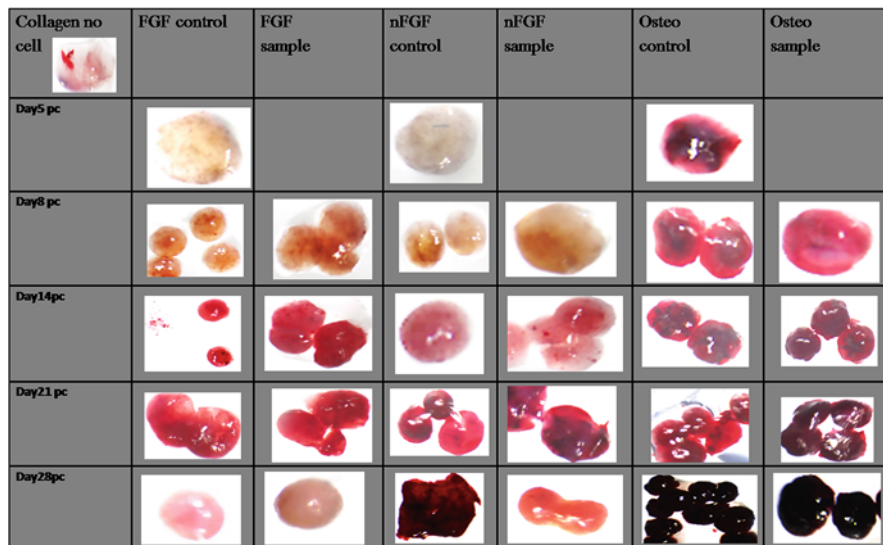 Collagen no
cell
FGF control
FGF
sample
nFGF
control
nFGF
sample
Osteo
control
Osteo
sample
Day5 pc
Day8 pc
Day14pc
Day21 pc
Day28pc